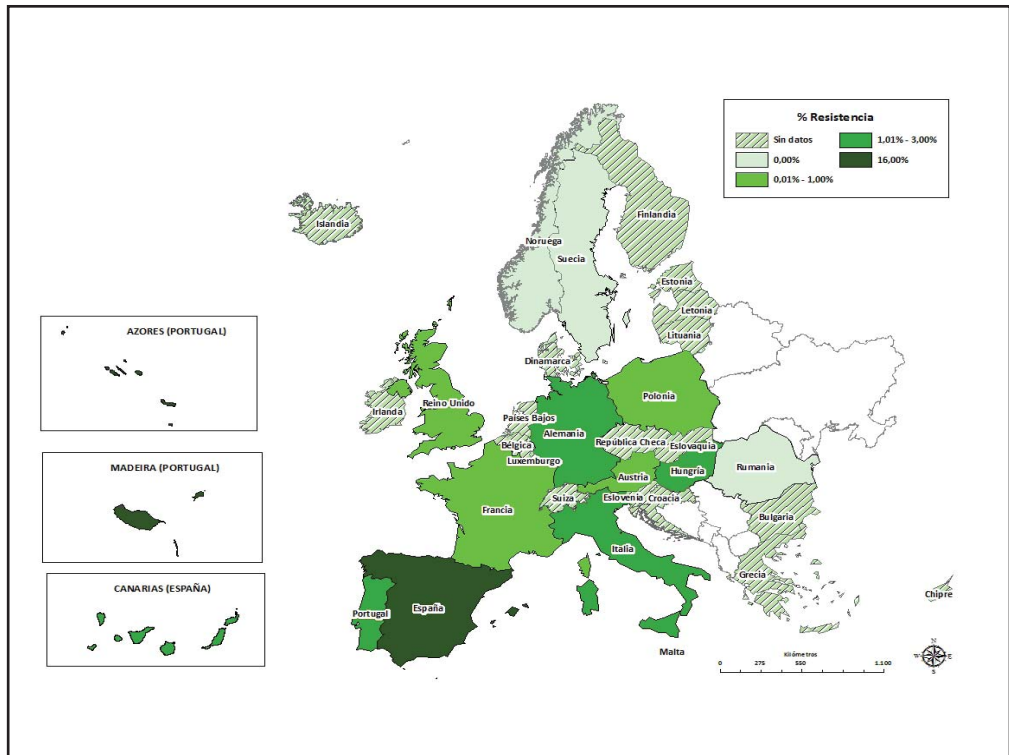 % Resistencia
Sin datos
1,01% - 3,00%
0,00%
16,00%
0,01% - 1,00%
Islandia
Finlandia
Noruega
Suecia
Estonia
Letonia
Lituania
AZORES (PORTUGAL)
Dinamarca
Irlanda
Reino Unido
Países Bajos
Polonia
Alemania
Bélgica
República Checa
Eslovaquia
Luxemburgo
MADEIRA (PORTUGAL)
Hungría
Rumania
Austria
Suiza
Eslovenia
Croacia
Francia
Bulgaria
Italia
Grecia
CANARIAS (ESPAÑA)
Chipre
Portugal
España
Malta
Kilómetros
0 275 550 1.100
N
W E
S